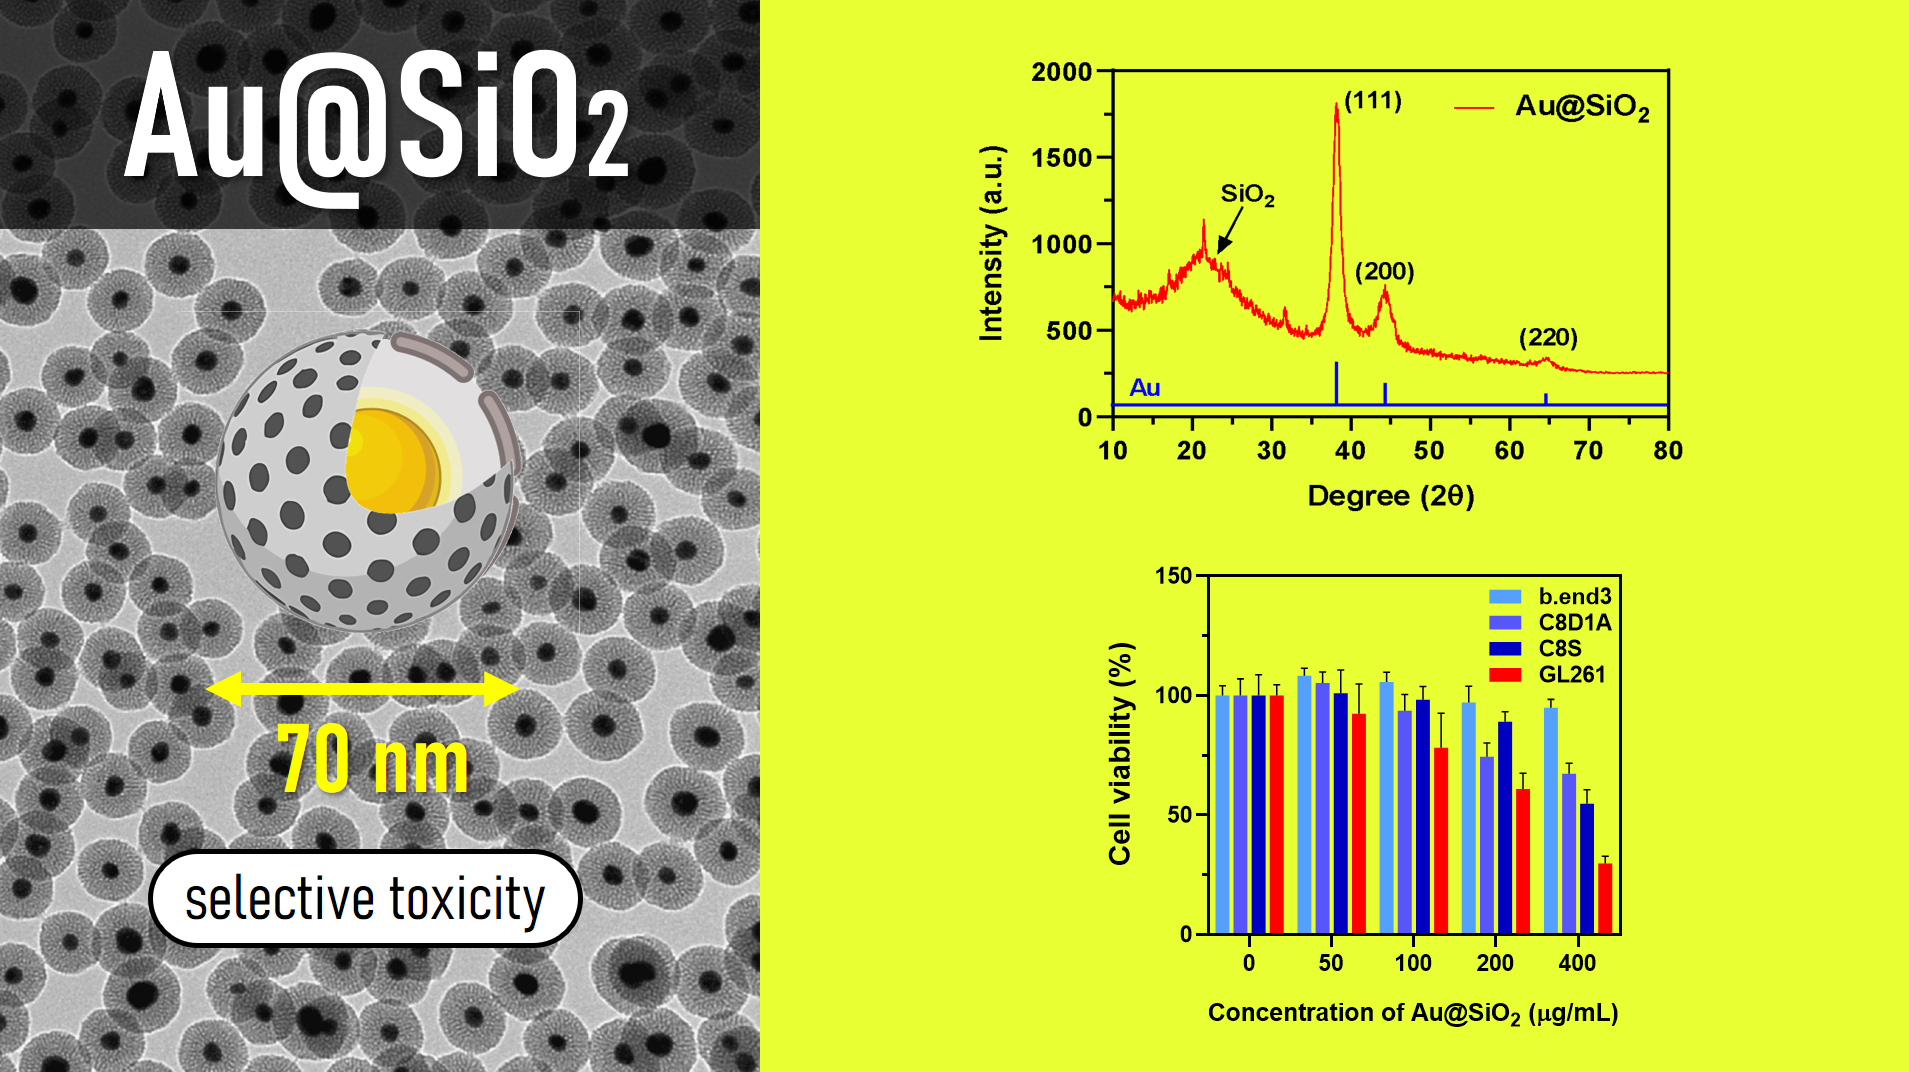 Au@SiO₂
70 nm
selective toxicity
2000
1500
1000
500
0
Intensity (a.u.)
(111)
Au@SiO₂
SiO₂
(200)
(220)
Au
10 20 30 40 50 60 70 80
Degree (2θ)
150
100
50
0
Cell viability (%)
b.end3
C8D1A
C8S
GL261
0 50 100 200 400
Concentration of Au@SiO₂ (µg/mL)